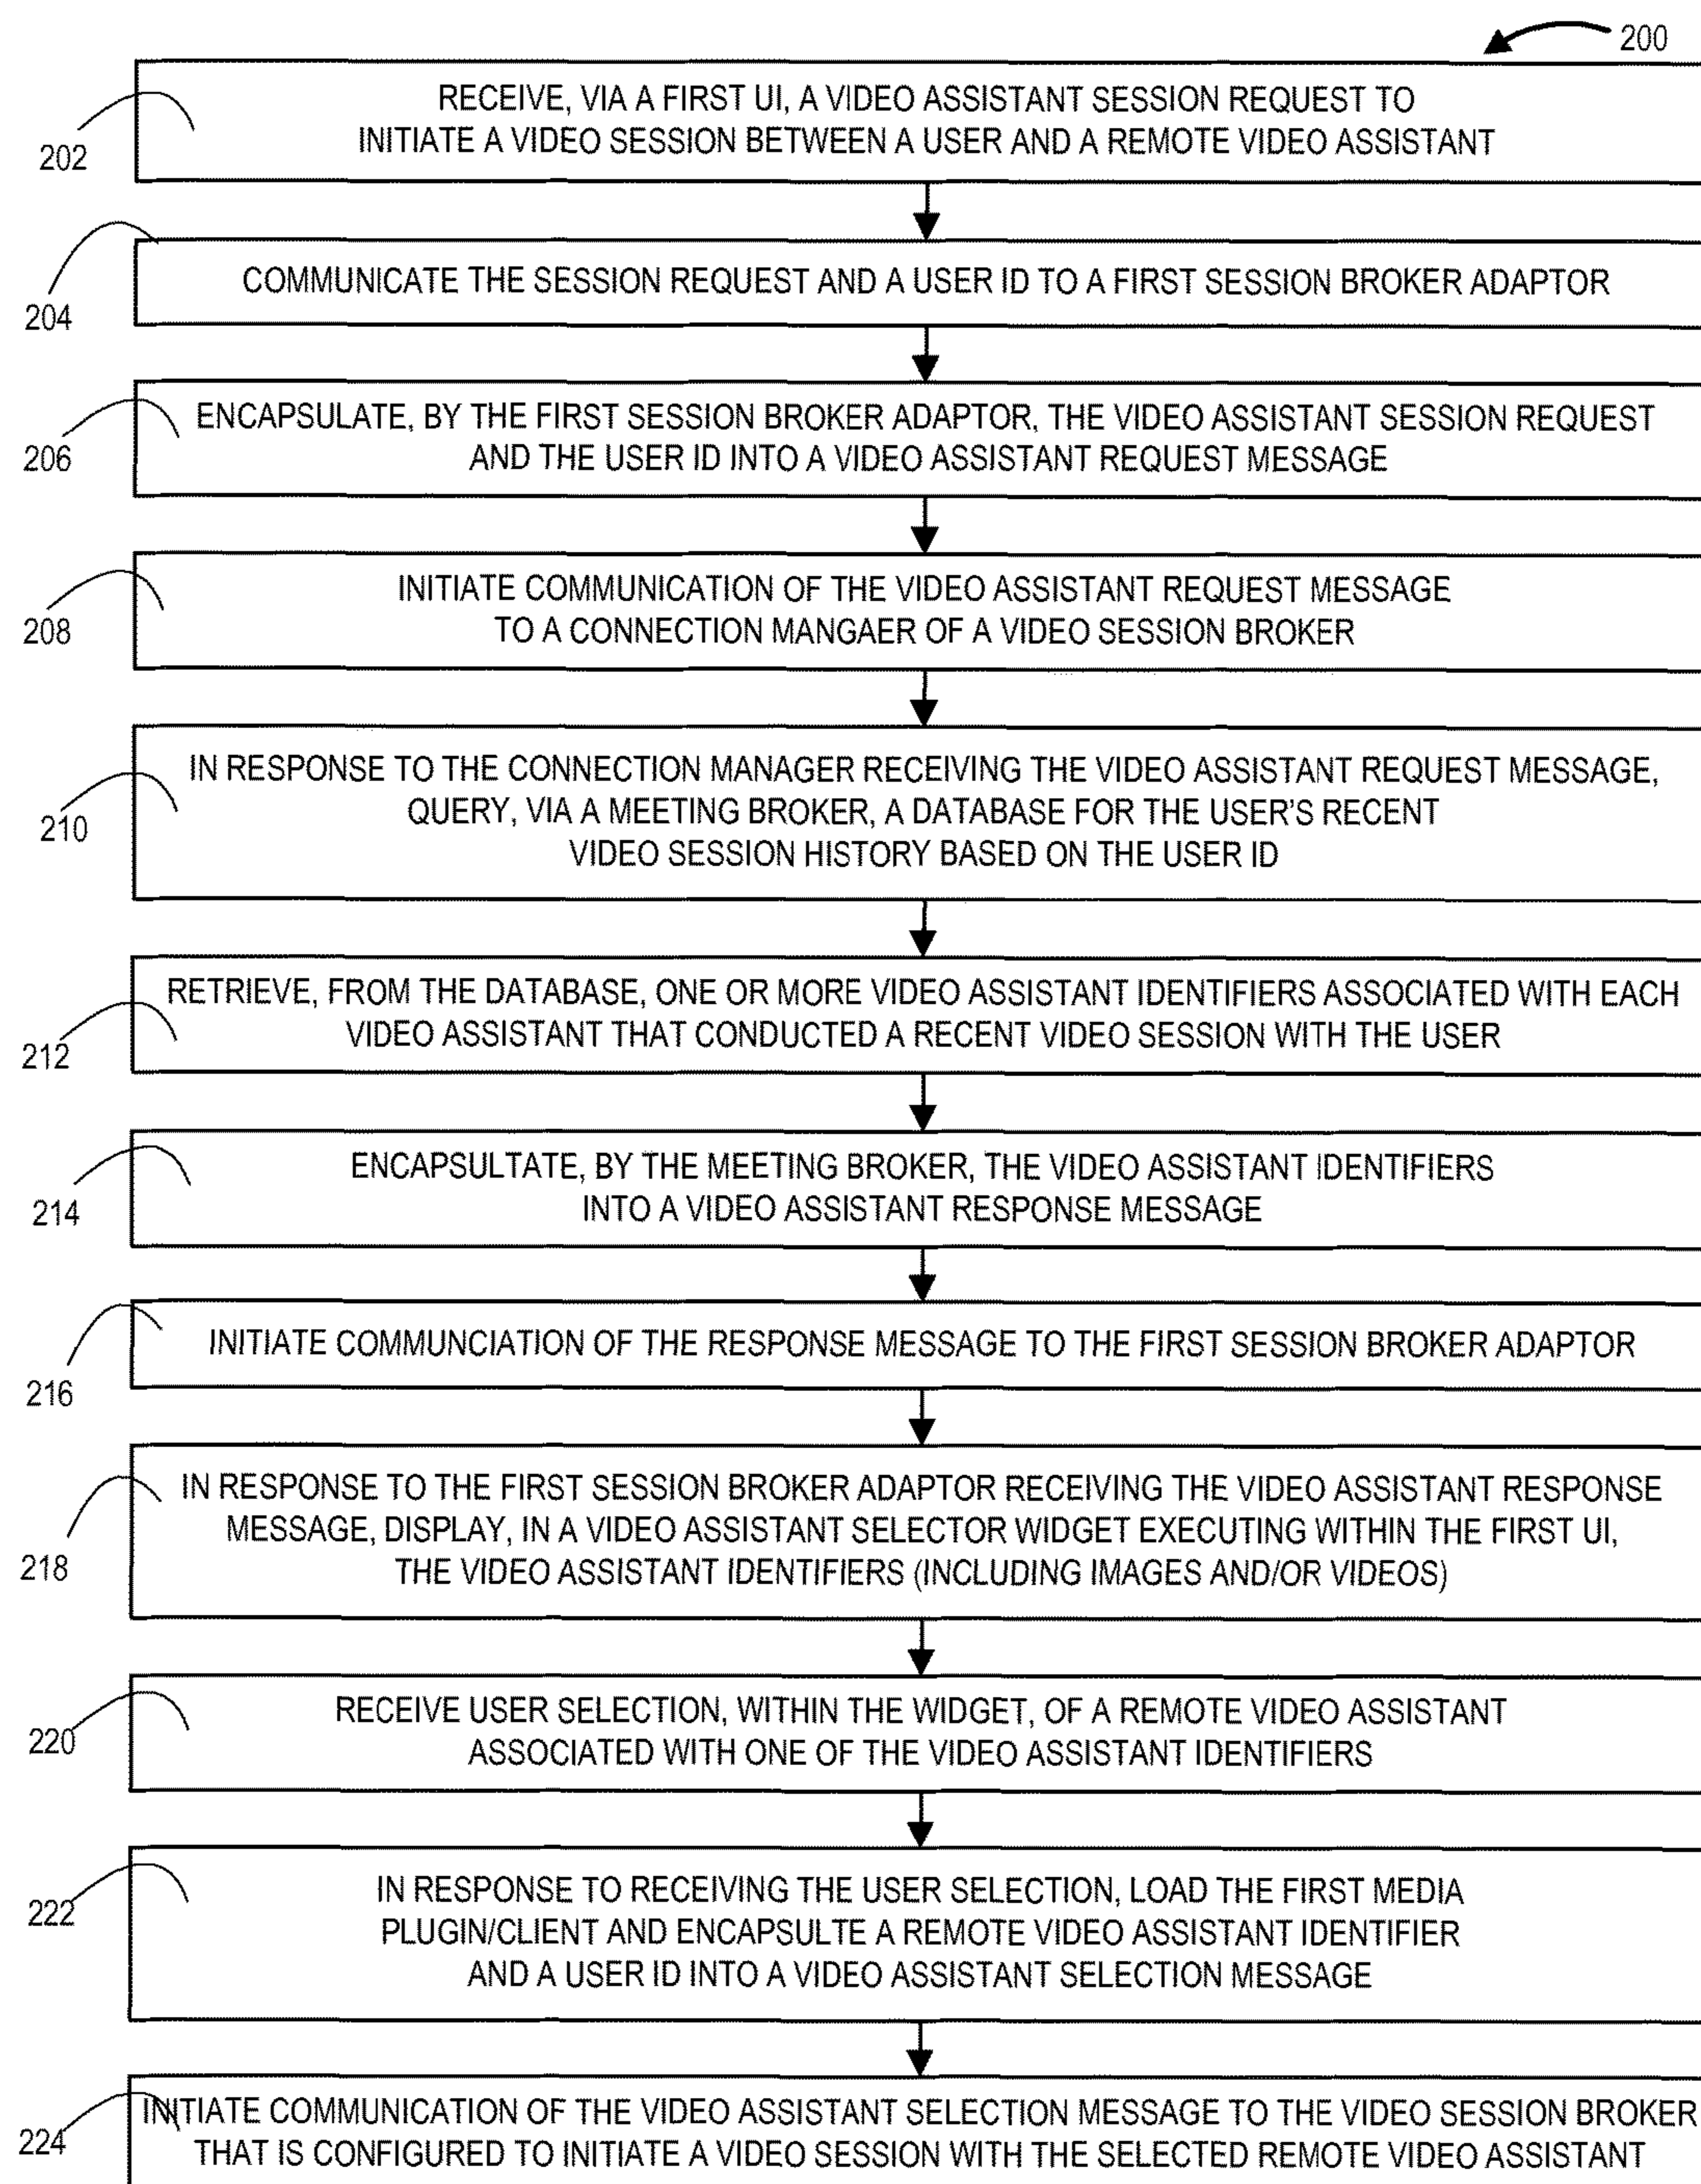 200
RECEIVE, VIA A FIRST UI, A VIDEO ASSISTANT SESSION REQUEST TO
INITIATE A VIDEO SESSION BETWEEN A USER AND A REMOTE VIDEO ASSISTANT
202
COMMUNICATE THE SESSION REQUEST AND A USER ID TO A FIRST SESSION BROKER ADAPTOR
204
ENCAPSULATE, BY THE FIRST SESSION BROKER ADAPTOR, THE VIDEO ASSISTANT SESSION REQUEST
AND THE USER ID INTO A VIDEO ASSISTANT REQUEST MESSAGE
206
INITIATE COMMUNICATION OF THE VIDEO ASSISTANT REQUEST MESSAGE
TO A CONNECTION MANGAER OF A VIDEO SESSION BROKER
208
IN RESPONSE TO THE CONNECTION MANAGER RECEIVING THE VIDEO ASSISTANT REQUEST MESSAGE,
QUERY, VIA A MEETING BROKER, A DATABASE FOR THE USER'S RECENT
VIDEO SESSION HISTORY BASED ON THE USER ID
210
RETRIEVE, FROM THE DATABASE, ONE OR MORE VIDEO ASSISTANT IDENTIFIERS ASSOCIATED WITH EACH
VIDEO ASSISTANT THAT CONDUCTED A RECENT VIDEO SESSION WITH THE USER
212
ENCAPSULTATE, BY THE MEETING BROKER, THE VIDEO ASSISTANT IDENTIFIERS
INTO A VIDEO ASSISTANT RESPONSE MESSAGE
214
INITIATE COMMUNCIATION OF THE RESPONSE MESSAGE TO THE FIRST SESSION BROKER ADAPTOR
216
IN RESPONSE TO THE FIRST SESSION BROKER ADAPTOR RECEIVING THE VIDEO ASSISTANT RESPONSE
MESSAGE, DISPLAY, IN A VIDEO ASSISTANT SELECTOR WIDGET EXECUTING WITHIN THE FIRST UI,
THE VIDEO ASSISTANT IDENTIFIERS (INCLUDING IMAGES AND/OR VIDEOS)
218
RECEIVE USER SELECTION, WITHIN THE WIDGET, OF A REMOTE VIDEO ASSISTANT
ASSOCIATED WITH ONE OF THE VIDEO ASSISTANT IDENTIFIERS
220
IN RESPONSE TO RECEIVING THE USER SELECTION, LOAD THE FIRST MEDIA
PLUGIN/CLIENT AND ENCAPSULTE A REMOTE VIDEO ASSISTANT IDENTIFIER
AND A USER ID INTO A VIDEO ASSISTANT SELECTION MESSAGE
222
INITIATE COMMUNICATION OF THE VIDEO ASSISTANT SELECTION MESSAGE TO THE VIDEO SESSION BROKER
THAT IS CONFIGURED TO INITIATE A VIDEO SESSION WITH THE SELECTED REMOTE VIDEO ASSISTANT
224